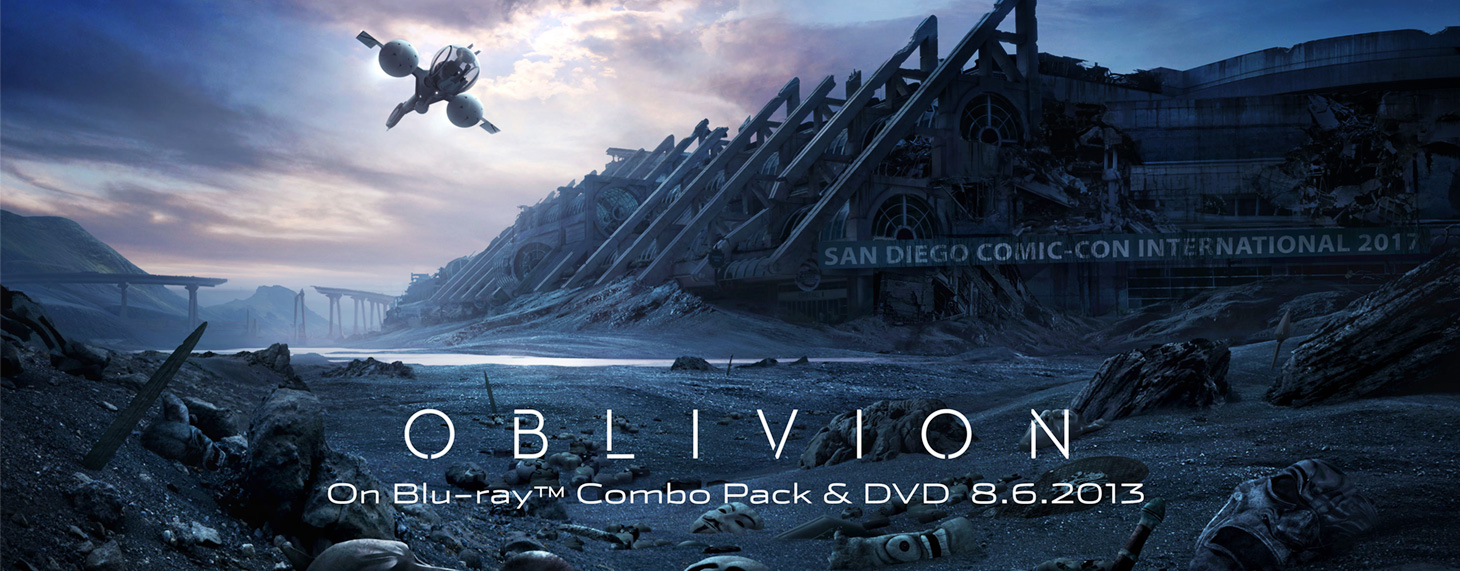 SAN DIEGO COMIC-CON INTERNATIONAL 2017
OBLIVION
On Blu-ray™ Combo Pack & DVD 8.6.2013